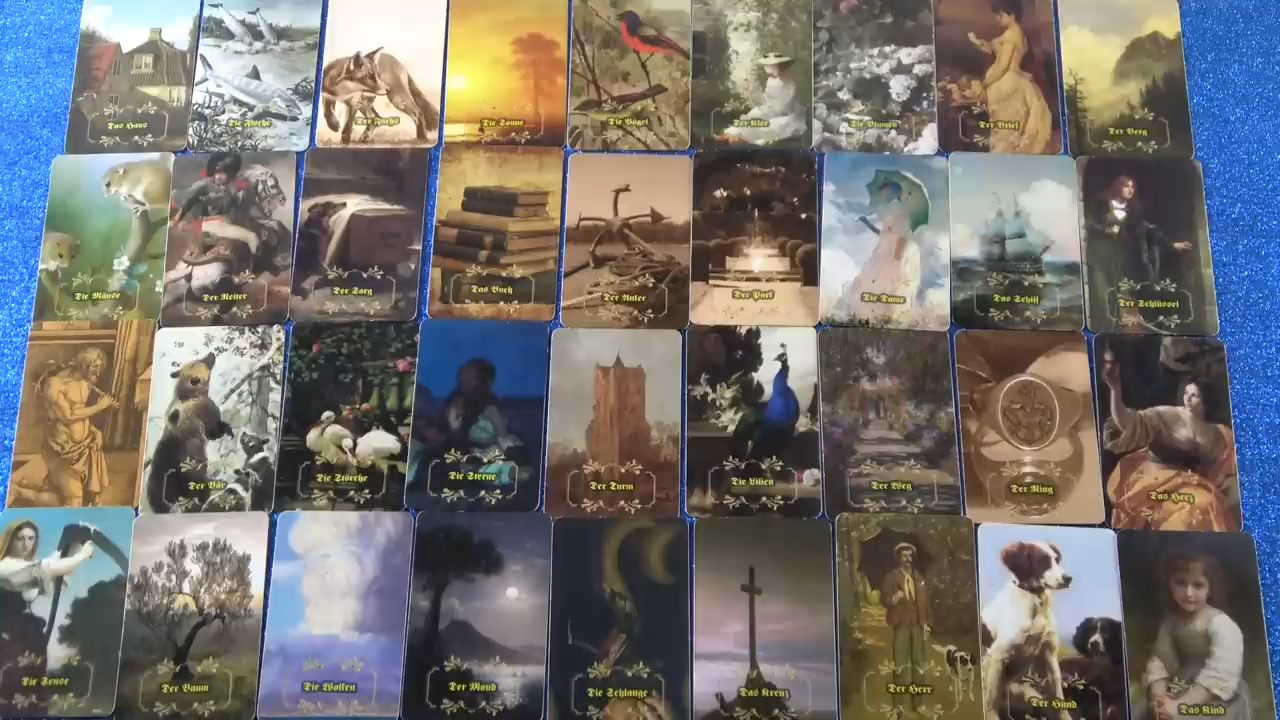 Das Haus
Die Fische
Der Fuchs
Die Sonne
Die Vögel
Der Klee
Die Blumen
Der Brief
Der Berg
Die Mäuse
Der Reiter
Der Sarg
Das Buch
Der Anker
Der Park
Die Dame
Das Schiff
Der Schlüssel
Der Bär
Die Störche
Die Sterne
Der Turm
Die Lilien
Der Weg
Der Ring
Das Herz
Die Sense
Der Baum
Die Wolken
Der Mond
Die Schlange
Das Kreuz
Der Herr
Der Hund
Das Kind